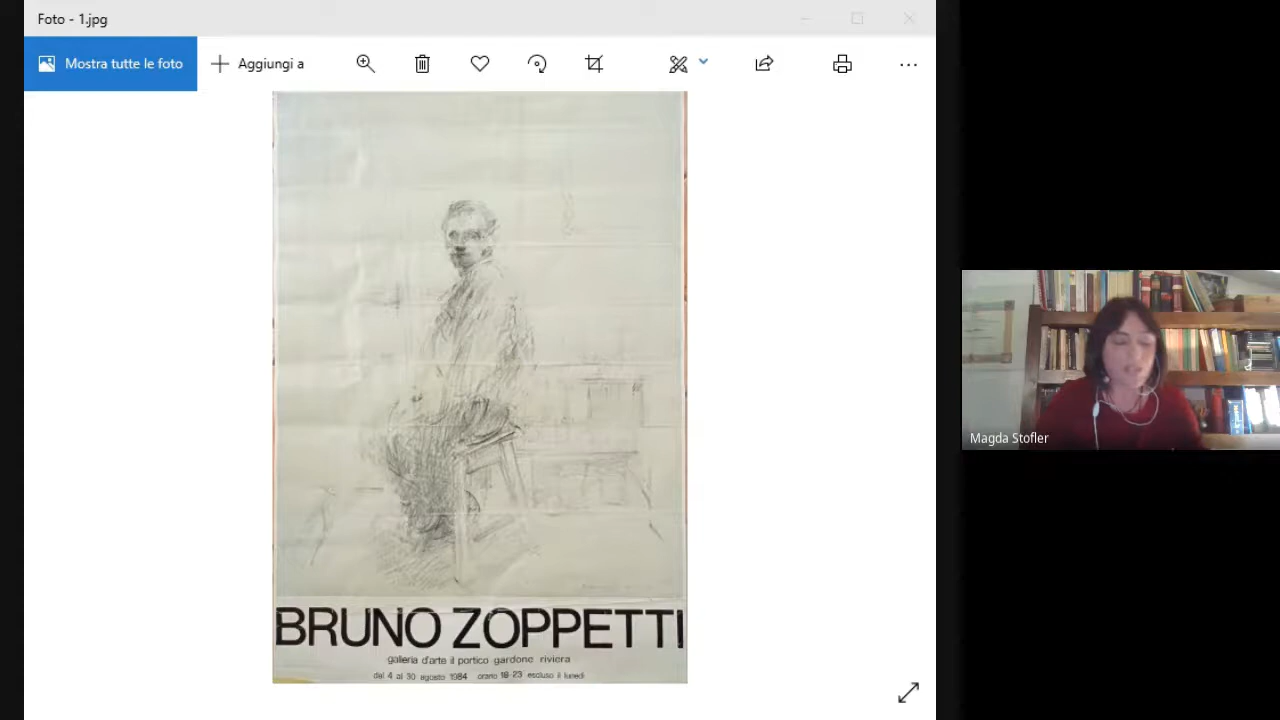 Foto - 1.jpg
Mostra tutte le foto
Aggiungi a
BRUNO ZOPPETTI
galleria d'arte il portico gardone riviera
dal 4 al 30 agosto 1984 orario 18-23 escluso il lunedì
Magda Stofler